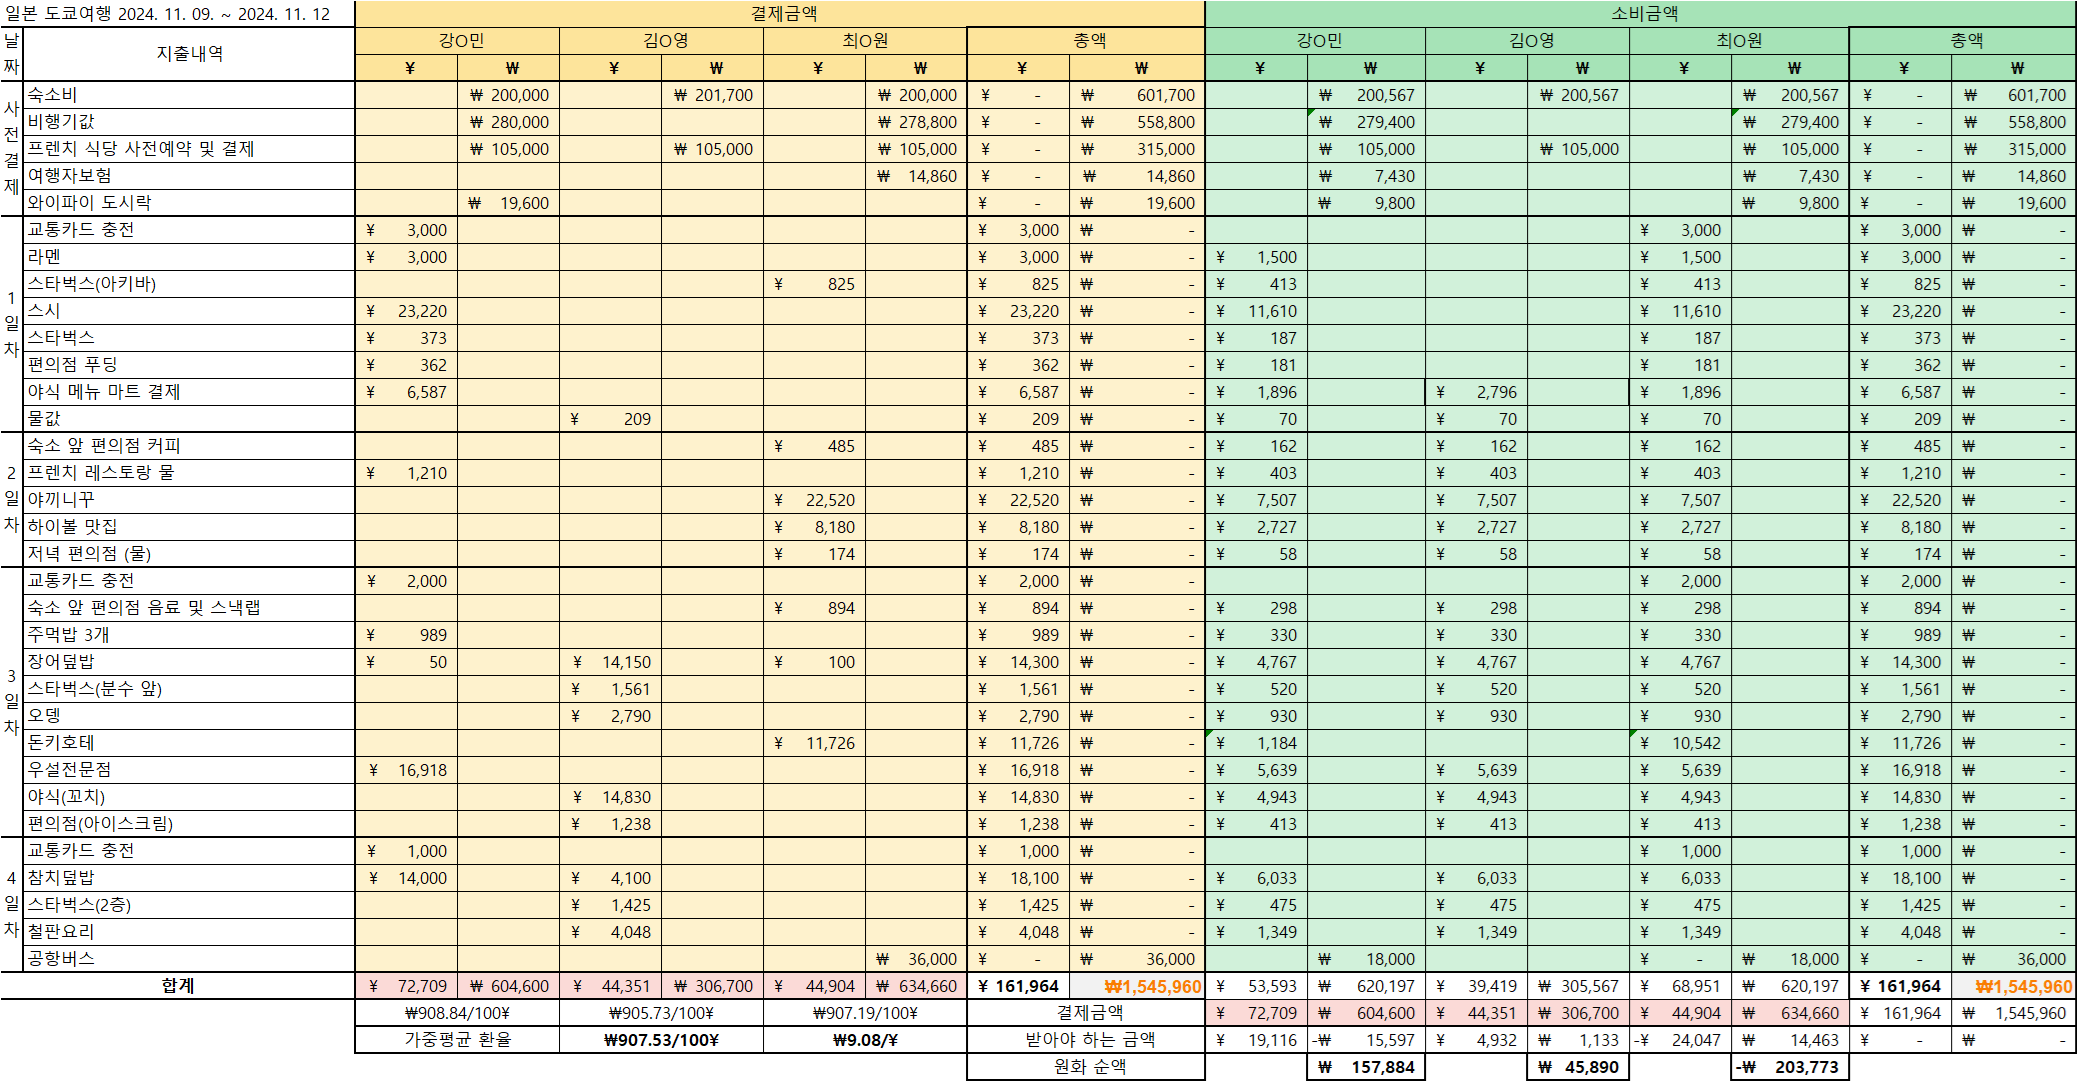 일본 도쿄여행 2024. 11. 09. ~ 2024. 11. 12 결제금액 소비금액
날짜 지출내역 강O민 김O영 최O원 총액 강O민 김O영 최O원 총액
¥ ₩ ¥ ₩ ¥ ₩ ¥ ₩ ¥ ₩ ¥ ₩ ¥ ₩ ¥ ₩
사전결제
숙소비 ₩ 200,000 ₩ 201,700 ₩ 200,000 ¥ - ₩ 601,700 ₩ 200,567 ₩ 200,567 ₩ 200,567 ¥ - ₩ 601,700
비행기값 ₩ 280,000 ₩ 278,800 ¥ - ₩ 558,800 ₩ 279,400 ₩ 279,400 ¥ - ₩ 558,800
프렌치 식당 사전예약 및 결제 ₩ 105,000 ₩ 105,000 ₩ 105,000 ¥ - ₩ 315,000 ₩ 105,000 ₩ 105,000 ₩ 105,000 ¥ - ₩ 315,000
여행자보험 ₩ 14,860 ¥ - ₩ 14,860 ₩ 7,430 ₩ 7,430 ¥ - ₩ 14,860
와이파이 도시락 ₩ 19,600 ¥ - ₩ 19,600 ₩ 9,800 ₩ 9,800 ¥ - ₩ 19,600
1일차
교통카드 충전 ¥ 3,000 ¥ 3,000 ₩ - ¥ 3,000 ¥ 3,000 ₩ -
라멘 ¥ 3,000 ¥ 3,000 ₩ - ¥ 1,500 ¥ 1,500 ¥ 3,000 ₩ -
스타벅스(아키바) ¥ 825 ¥ 825 ₩ - ¥ 413 ¥ 413 ¥ 825 ₩ -
스시 ¥ 23,220 ¥ 23,220 ₩ - ¥ 11,610 ¥ 11,610 ¥ 23,220 ₩ -
스타벅스 ¥ 373 ¥ 373 ₩ - ¥ 187 ¥ 187 ¥ 373 ₩ -
편의점 푸딩 ¥ 362 ¥ 362 ₩ - ¥ 181 ¥ 181 ¥ 362 ₩ -
야식 메뉴 마트 결제 ¥ 6,587 ¥ 6,587 ₩ - ¥ 1,896 ¥ 2,796 ¥ 1,896 ¥ 6,587 ₩ -
물값 ¥ 209 ¥ 209 ₩ - ¥ 70 ¥ 70 ¥ 70 ¥ 209 ₩ -
2일차
숙소 앞 편의점 커피 ¥ 485 ¥ 485 ₩ - ¥ 162 ¥ 162 ¥ 162 ¥ 485 ₩ -
프렌치 레스토랑 물 ¥ 1,210 ¥ 1,210 ₩ - ¥ 403 ¥ 403 ¥ 403 ¥ 1,210 ₩ -
야끼니꾸 ¥ 22,520 ¥ 22,520 ₩ - ¥ 7,507 ¥ 7,507 ¥ 7,507 ¥ 22,520 ₩ -
하이볼 맛집 ¥ 8,180 ¥ 8,180 ₩ - ¥ 2,727 ¥ 2,727 ¥ 2,727 ¥ 8,180 ₩ -
저녁 편의점 (물) ¥ 174 ¥ 174 ₩ - ¥ 58 ¥ 58 ¥ 58 ¥ 174 ₩ -
3일차
교통카드 충전 ¥ 2,000 ¥ 2,000 ₩ - ¥ 2,000 ¥ 2,000 ₩ -
숙소 앞 편의점 음료 및 스낵랩 ¥ 894 ¥ 894 ₩ - ¥ 298 ¥ 298 ¥ 298 ¥ 894 ₩ -
주먹밥 3개 ¥ 989 ¥ 989 ₩ - ¥ 330 ¥ 330 ¥ 330 ¥ 989 ₩ -
장어덮밥 ¥ 50 ¥ 14,150 ¥ 100 ¥ 14,300 ₩ - ¥ 4,767 ¥ 4,767 ¥ 4,767 ¥ 14,300 ₩ -
스타벅스(분수 앞) ¥ 1,561 ¥ 1,561 ₩ - ¥ 520 ¥ 520 ¥ 520 ¥ 1,561 ₩ -
오뎅 ¥ 2,790 ¥ 2,790 ₩ - ¥ 930 ¥ 930 ¥ 930 ¥ 2,790 ₩ -
돈키호테 ¥ 11,726 ¥ 11,726 ₩ - ¥ 1,184 ¥ 10,542 ¥ 11,726 ₩ -
우설전문점 ¥ 16,918 ¥ 16,918 ₩ - ¥ 5,639 ¥ 5,639 ¥ 5,639 ¥ 16,918 ₩ -
야식(꼬치) ¥ 14,830 ¥ 14,830 ₩ - ¥ 4,943 ¥ 4,943 ¥ 4,943 ¥ 14,830 ₩ -
편의점(아이스크림) ¥ 1,238 ¥ 1,238 ₩ - ¥ 413 ¥ 413 ¥ 413 ¥ 1,238 ₩ -
4일차
교통카드 충전 ¥ 1,000 ¥ 1,000 ₩ - ¥ 1,000 ¥ 1,000 ₩ -
참치덮밥 ¥ 14,000 ¥ 4,100 ¥ 18,100 ₩ - ¥ 6,033 ¥ 6,033 ¥ 6,033 ¥ 18,100 ₩ -
스타벅스(2층) ¥ 1,425 ¥ 1,425 ₩ - ¥ 475 ¥ 475 ¥ 475 ¥ 1,425 ₩ -
철판요리 ¥ 4,048 ¥ 4,048 ₩ - ¥ 1,349 ¥ 1,349 ¥ 1,349 ¥ 4,048 ₩ -
공항버스 ₩ 36,000 ¥ - ₩ 36,000 ₩ 18,000 ¥ - ₩ 18,000 ¥ - ₩ 36,000
합계 ¥ 72,709 ₩ 604,600 ¥ 44,351 ₩ 306,700 ¥ 44,904 ₩ 634,660 ¥ 161,964 ₩1,545,960 ¥ 53,593 ₩ 620,197 ¥ 39,419 ₩ 305,567 ¥ 68,951 ₩ 620,197 ¥ 161,964 ₩1,545,960
₩908.84/100¥ ₩905.73/100¥ ₩907.19/100¥ 결제금액 ¥ 72,709 ₩ 604,600 ¥ 44,351 ₩ 306,700 ¥ 44,904 ₩ 634,660 ¥ 161,964 ₩ 1,545,960
가중평균 환율 ₩907.53/100¥ ₩9.08/¥ 받아야 하는 금액 ¥ 19,116 -₩ 15,597 ¥ 4,932 ₩ 1,133 -¥ 24,047 ₩ 14,463 ¥ - ₩ -
원화 순액 ₩ 157,884 ₩ 45,890 -₩ 203,773